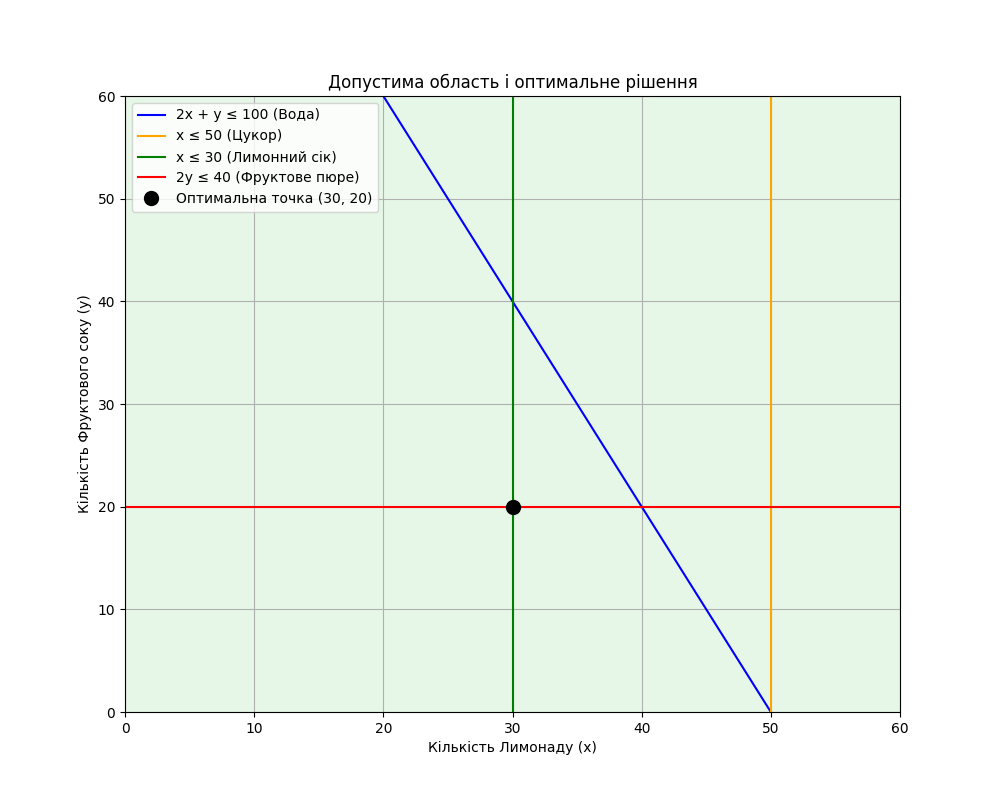 Допустима область і оптимальне рішення
2x + y ≤ 100 (Вода)
x ≤ 50 (Цукор)
x ≤ 30 (Лимонний сік)
2y ≤ 40 (Фруктове пюре)
Оптимальна точка (30, 20)
Кількість Фруктового соку (y)
60
50
40
30
20
10
0
0 10 20 30 40 50 60
Кількість Лимонаду (x)